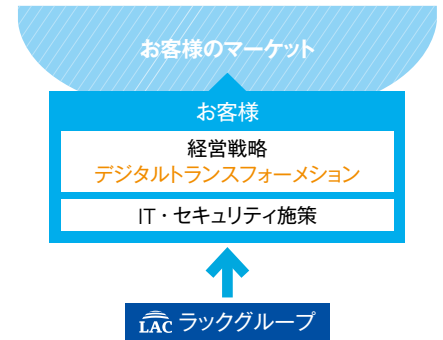 お客様のマーケット
お客様
経営戦略
デジタルトランスフォーメション
IT・セキュリティ施策
LAC ラックグループ